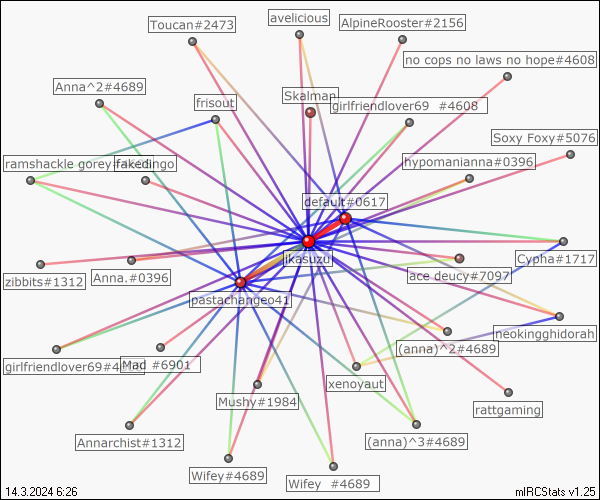 avelicious
Toucan#2473
AlpineRooster#2156
no cops no laws no hope#4608
Anna^2#4689
Skalman
frisout
girlfriendlover69 #4608
Soxy Foxy#5076
ramshackle gorey
fakedingo
hypomanianna#0396
default#0617
likasuzu
Cypha#1717
zibbits#1312
Anna.#0396
ace deucy#7097
pastachangeo41
neokingghidorah
(anna)^2#4689
girlfriendlover69#4
Mad #6901
xenoyaut
Mushy#1984
rattgaming
Annarchist#1312
(anna)^3#4689
Wifey#4689
Wifey #4689
14.3.2024 6:26
mIRCStats v1.25